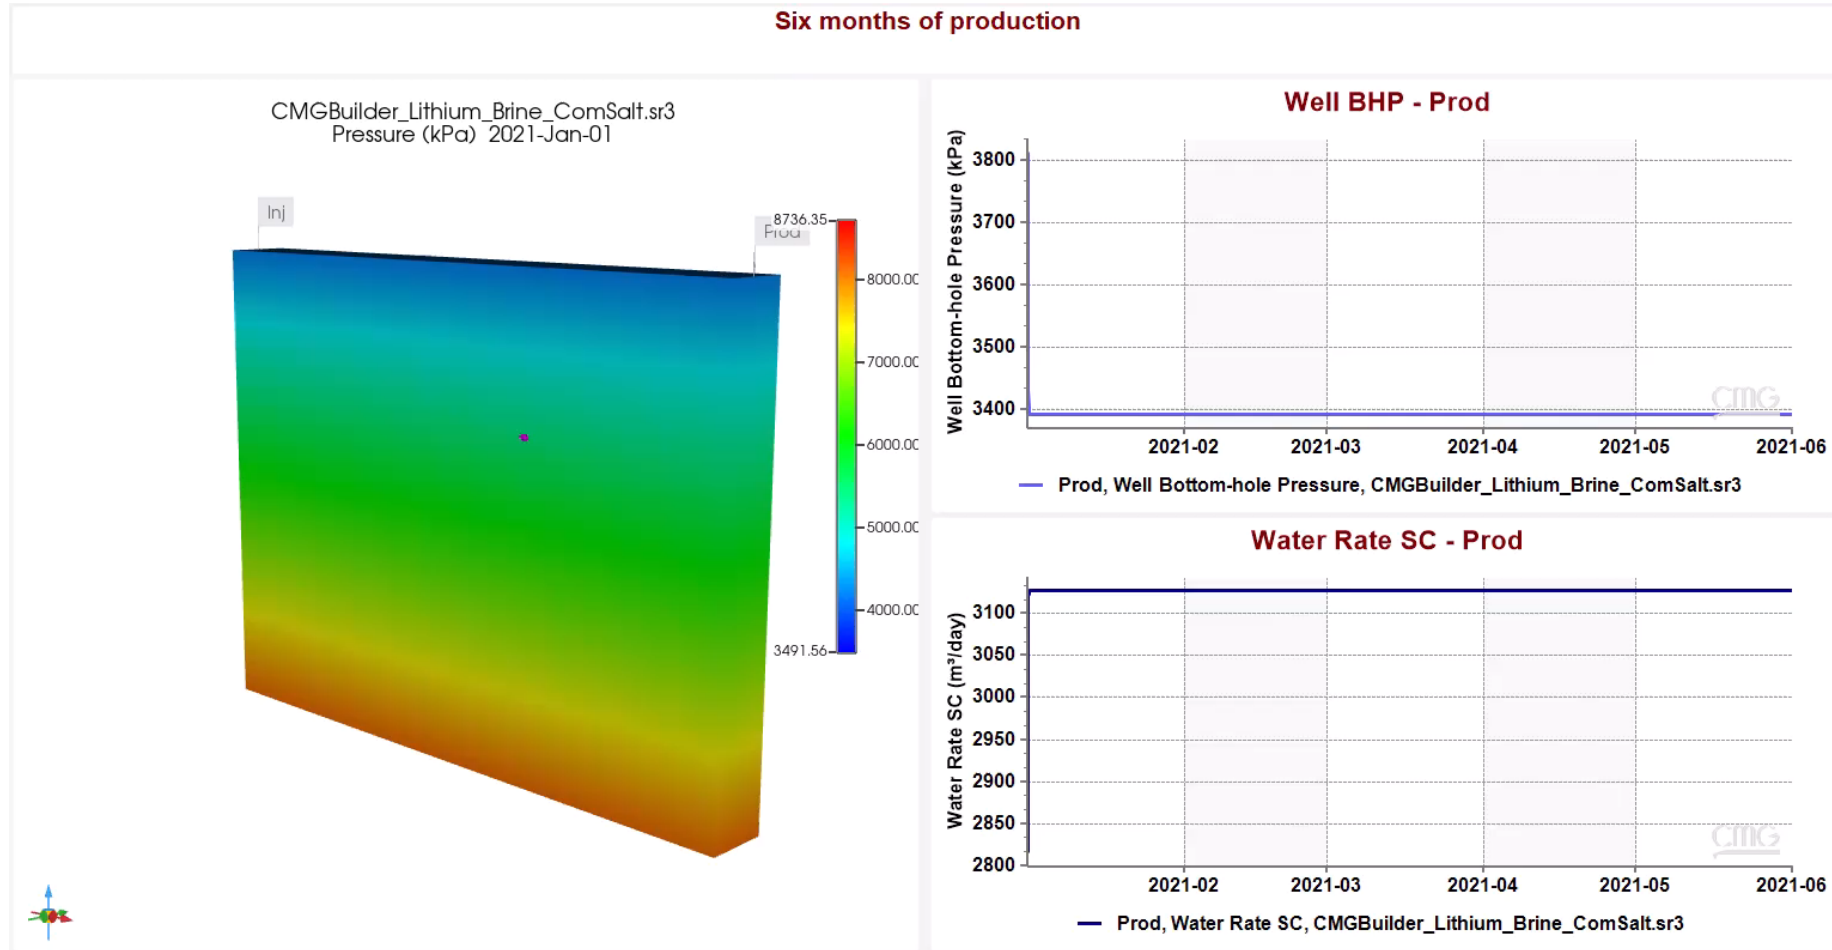 Six months of production
CMGBuilder_Lithium_Brine_ComSalt.sr3
Pressure (kPa)  2021-Jan-01
Inj
Prod
8736.35
8000.00
7000.00
6000.00
5000.00
4000.00
3491.56
Well BHP - Prod
Well Bottom-hole Pressure (kPa)
3800
3700
3600
3500
3400
CMG
2021-02
2021-03
2021-04
2021-05
2021-06
Prod, Well Bottom-hole Pressure, CMGBuilder_Lithium_Brine_ComSalt.sr3
Water Rate SC - Prod
Water Rate SC (m³/day)
3100
3050
3000
2950
2900
2850
2800
CMG
2021-02
2021-03
2021-04
2021-05
2021-06
Prod, Water Rate SC, CMGBuilder_Lithium_Brine_ComSalt.sr3